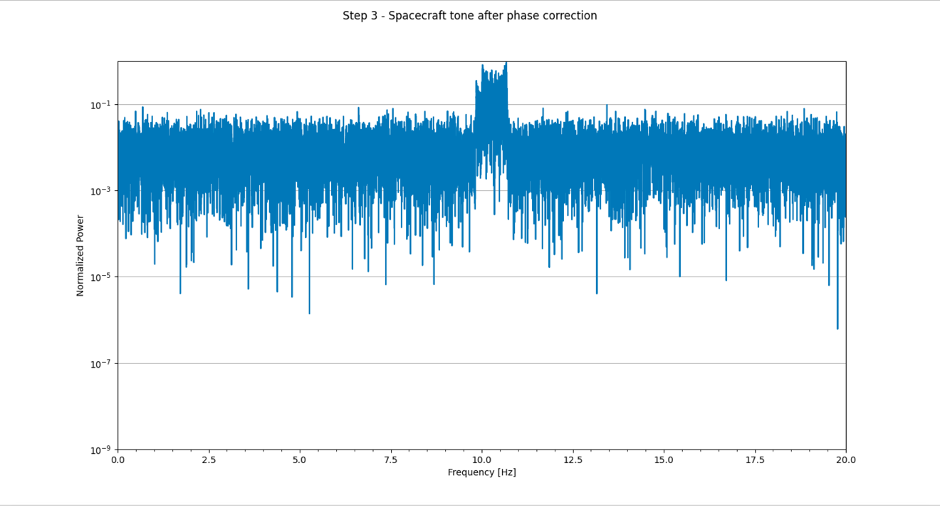 Step 3 - Spacecraft tone after phase correction
Normalized Power
10⁻¹
10⁻³
10⁻⁵
10⁻⁷
10⁻⁹
0.0 2.5 5.0 7.5 10.0 12.5 15.0 17.5 20.0
Frequency [Hz]